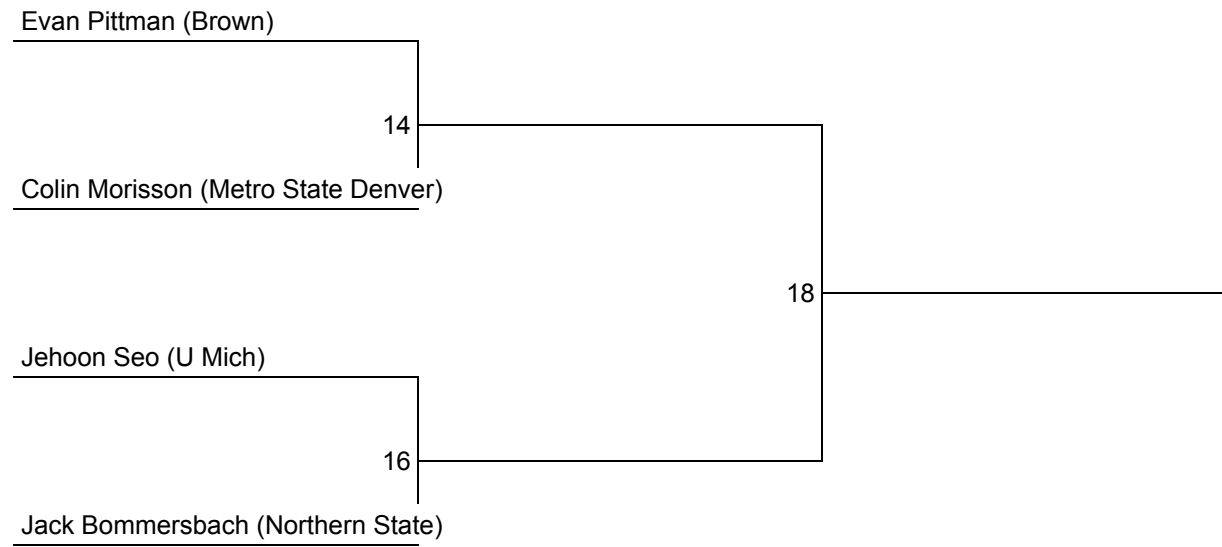 Evan Pittman (Brown)
14
Colin Morisson (Metro State Denver)
18
Jehoon Seo (U Mich)
16
Jack Bommersbach (Northern State)